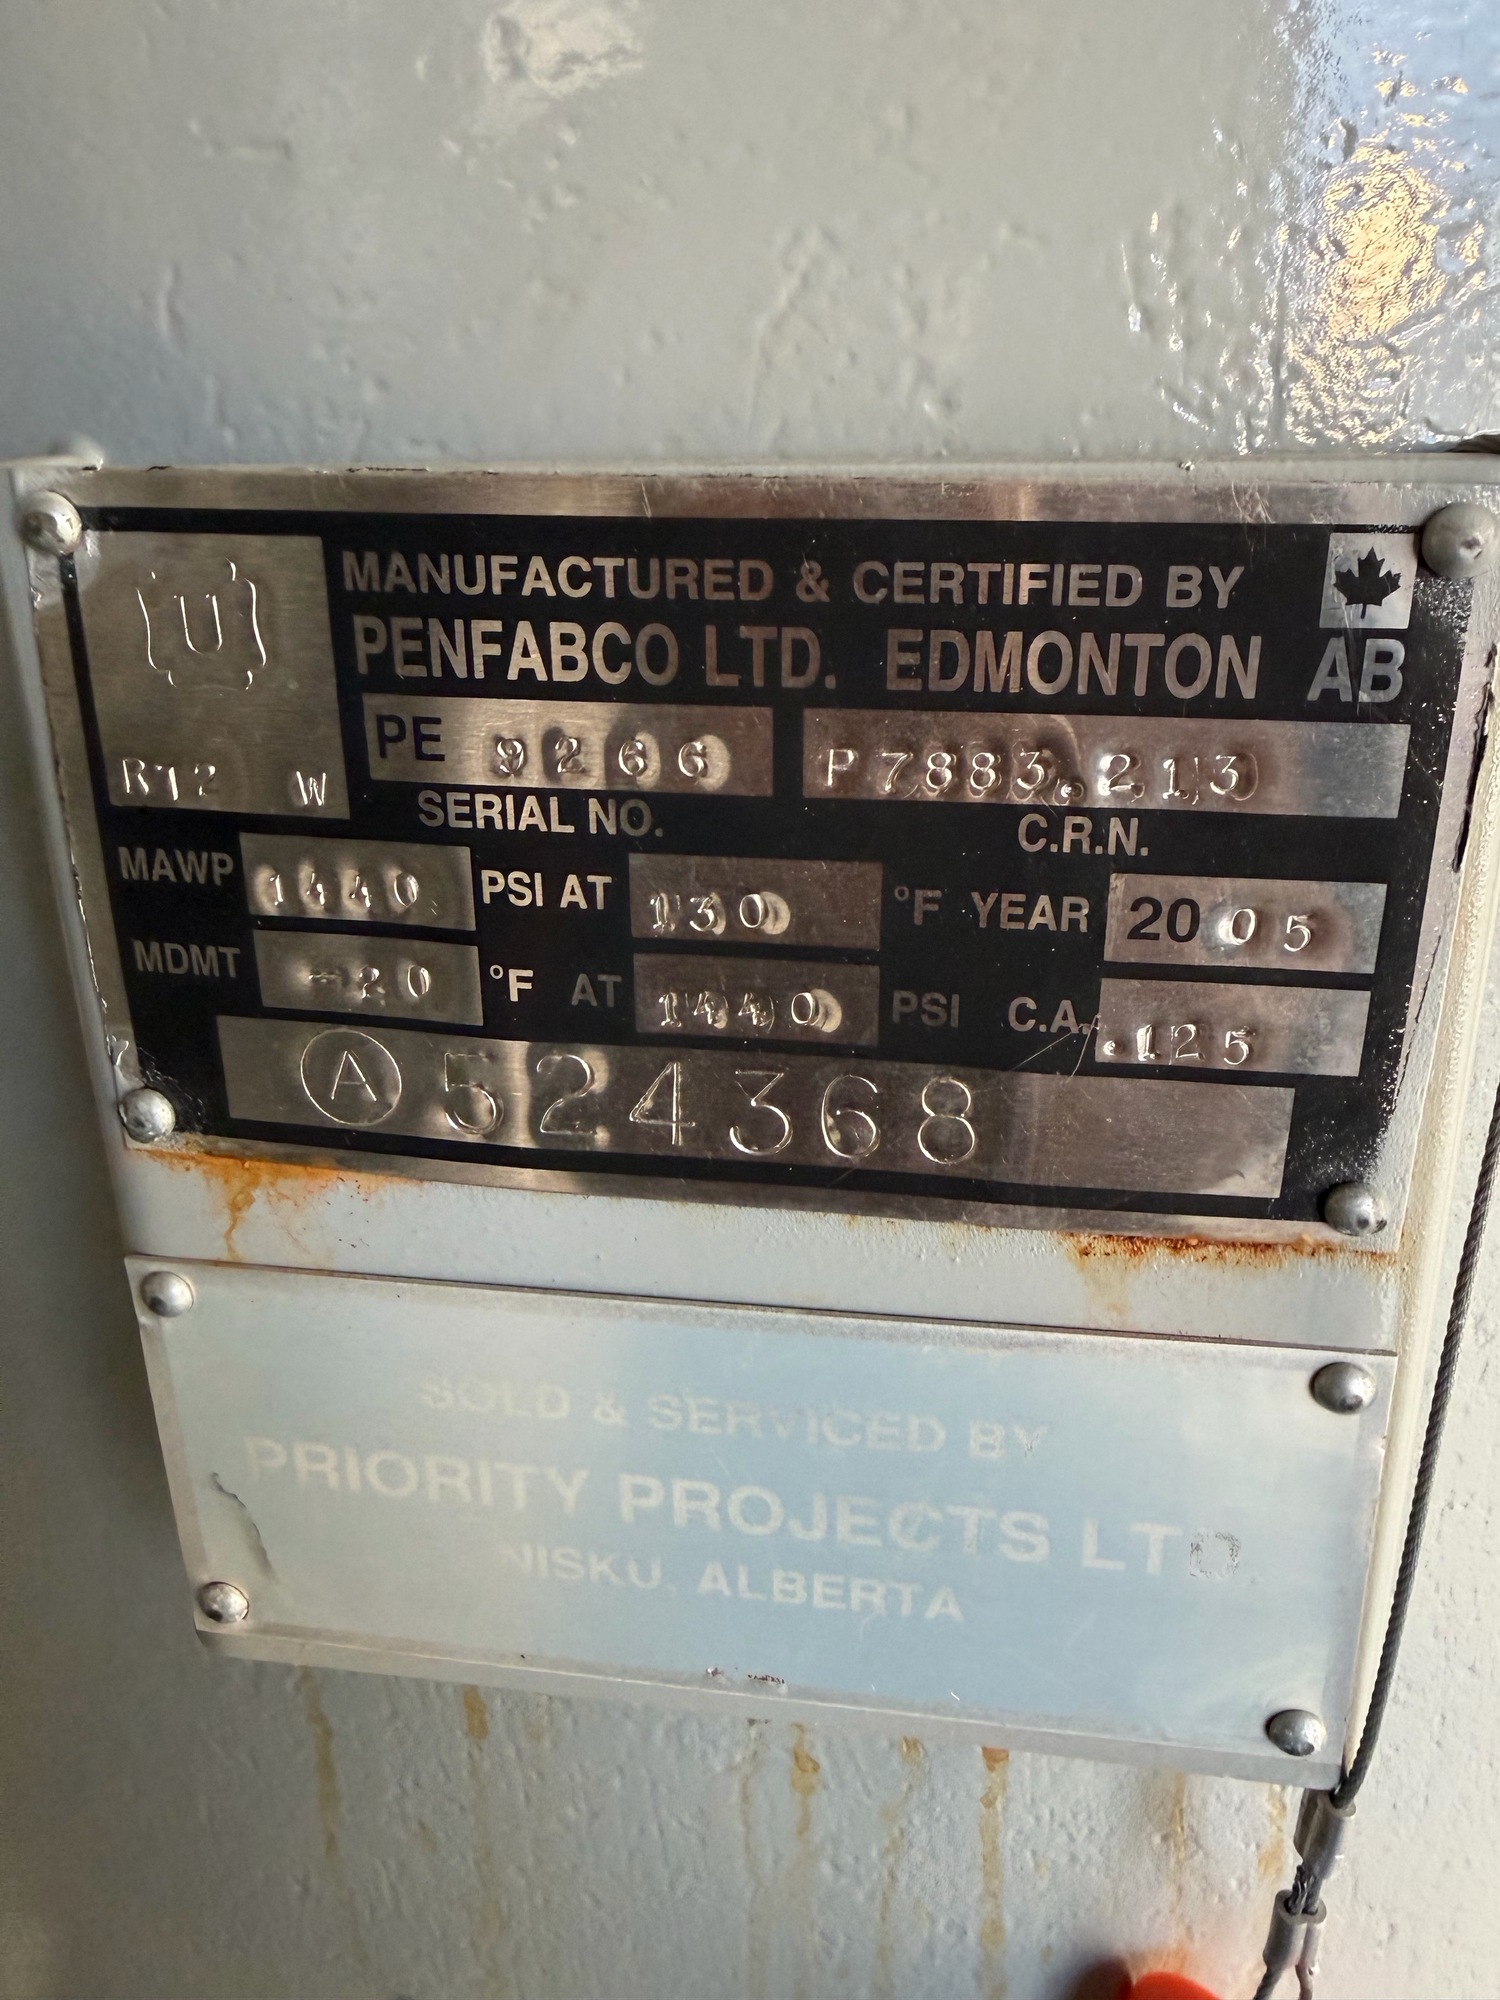 U
MANUFACTURED & CERTIFIED BY
PENFABCO LTD. EDMONTON AB
RT2 W
PE 9266 P7883.213
SERIAL NO. C.R.N.
MAWP 1440 PSI AT 130 °F YEAR 2005
MDMT -20 °F AT 1440 PSI C.A. .125
A 524368
SOLD & SERVICED BY
PRIORITY PROJECTS LTD.
NISKU, ALBERTA